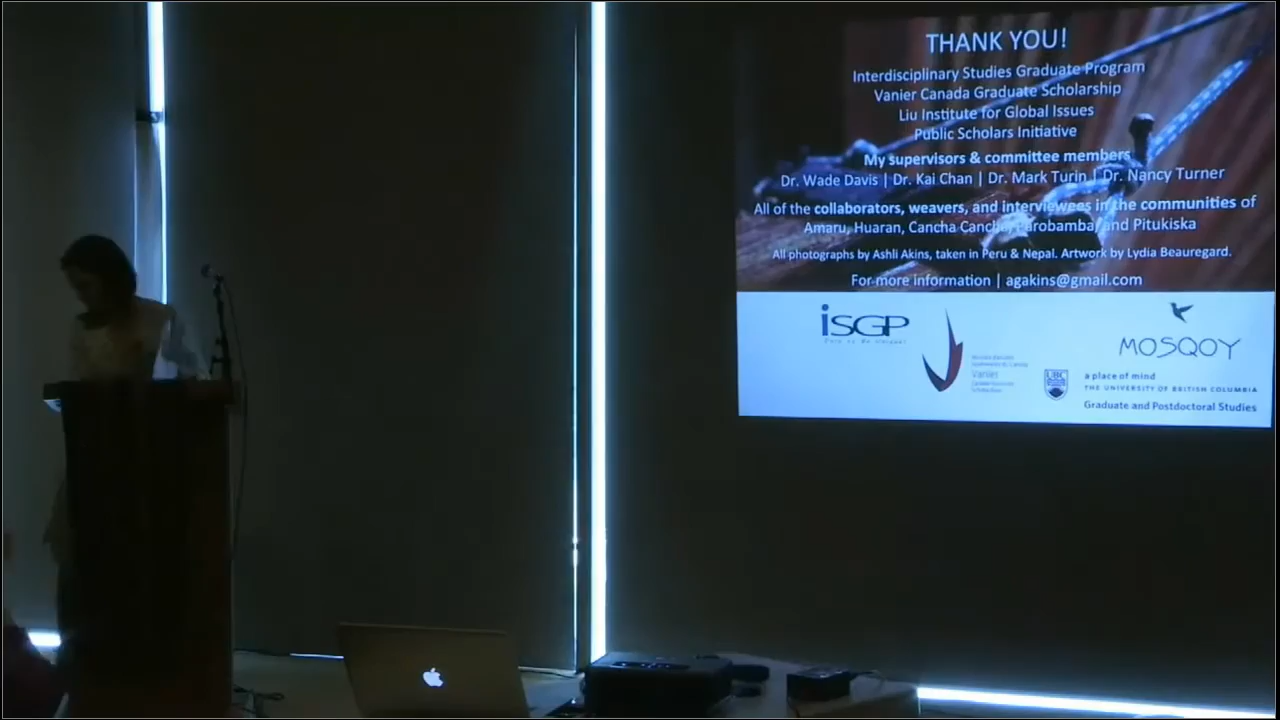 THANK YOU!
Interdisciplinary Studies Graduate Program
Vanier Canada Graduate Scholarship
Liu Institute for Global Issues
Public Scholars Initiative
My supervisors & committee members
Dr. Wade Davis | Dr. Kai Chan | Dr. Mark Turin | Dr. Nancy Turner
All of the collaborators, weavers, and interviewees in the communities of
Amaru, Huaran, Cancha Cancha, Parobamba, and Pitukiska
All photographs by Ashli Akins, taken in Peru & Nepal. Artwork by Lydia Beauregard.
For more information | agakins@gmail.com
iSGP
MOSQOY
Vanier
UBC
a place of mind
THE UNIVERSITY OF BRITISH COLUMBIA
Graduate and Postdoctoral Studies